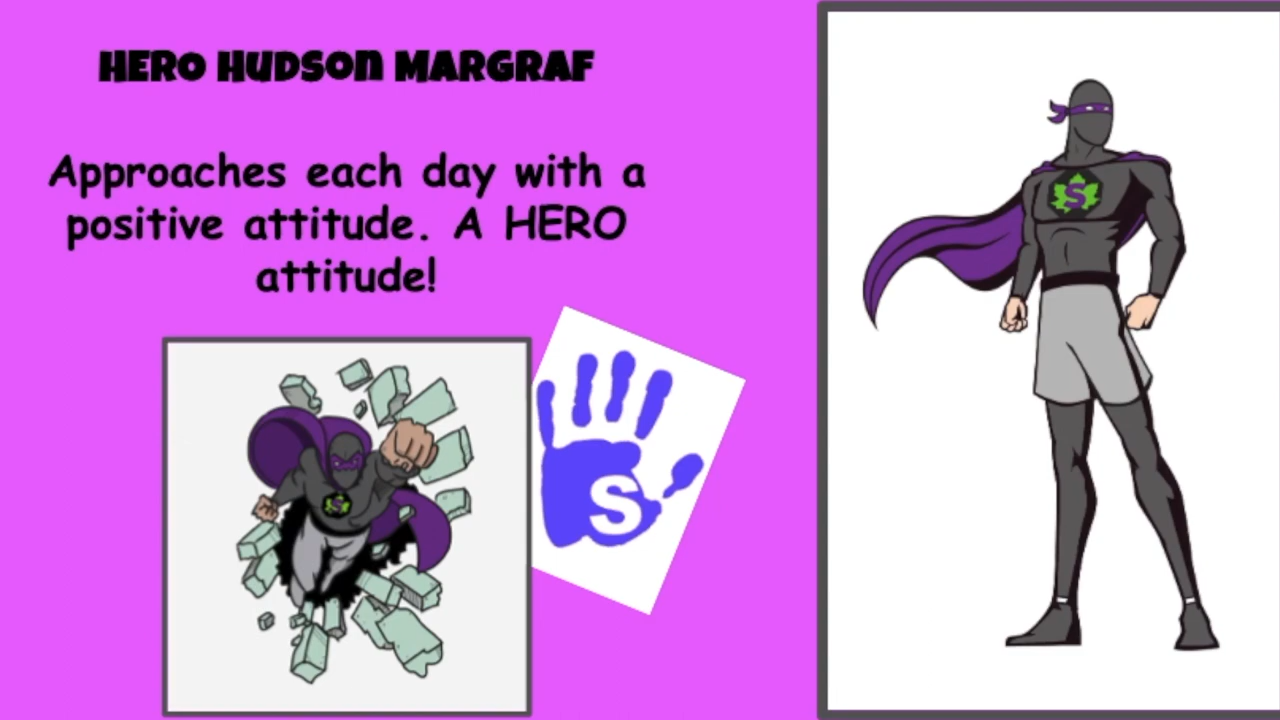 HERO HUDSON MARGRAF
Approaches each day with a
positive attitude. A HERO
attitude!
S
S
S